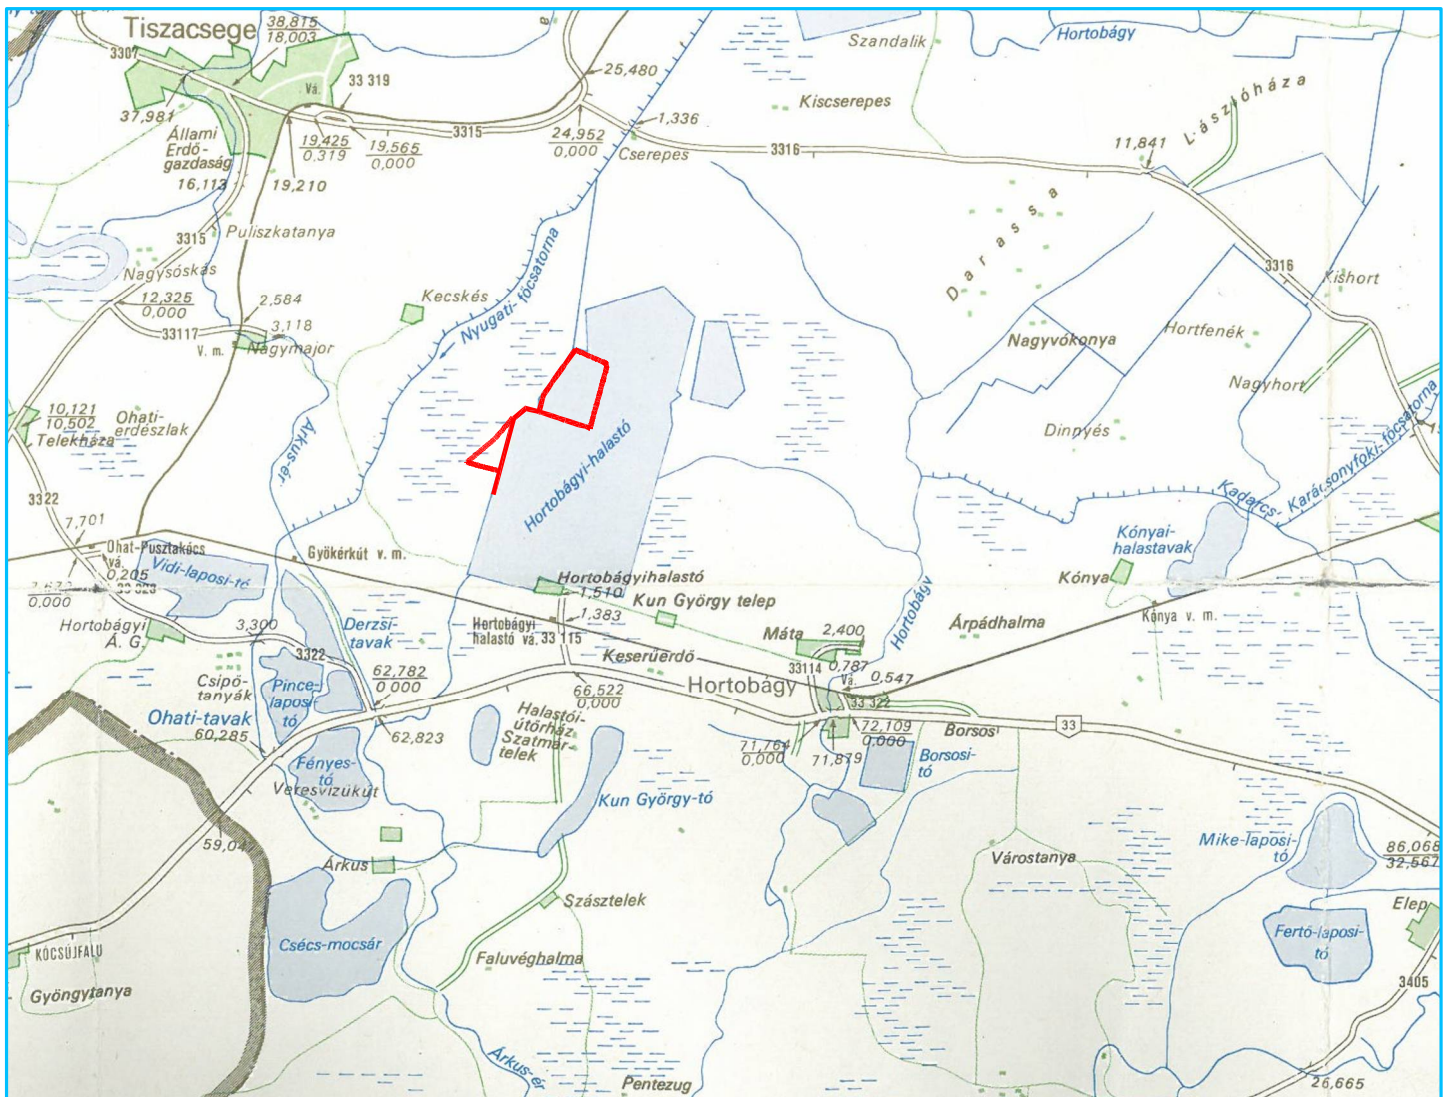 Tiszacsege
38,815
18,003
3307
Vá.
33 319
37,981
Állami
Erdő-
gazdaság
16,113
19,210
19,425
0,319
19,565
0,000
3315
25,480
24,952
0,000
1,336
Cserepes
3316
Szandalik
Kiscserepes
Hortobágy
11,841
Lászlóháza
Darassa
3315
Puliszkatanya
Nagysóskás
12,325
0,000
2,584
33117
3,118
V. m.
Nagymajor
Kecskés
Nyugati-főcsatorna
3316
Kishort
Nagyvókonya
Hortfenék
Nagyhort
Dinnyés
10,121
10,502
Telekháza
Ohati-
erdészlak
Árkus-ér
Hortobágyi-halastó
Kadarcs-Karácsonyfoki-főcsatorna
3322
7,701
Ohat-Pusztakócs
vá.
0,205
0,000
Vidi-laposi-tó
Gyökérkút v. m.
Hortobágyihalastó
1,510
Kun György telep
1,383
Hortobágyi
halastó vá. 33 115
Kónyai-
halastavak
Kónya
Kónya v. m.
Hortobágy
Árpádhalma
Máta
2,400
33114
0,787
Vá.
0,547
33 322
Hortobágyi
Á. G.
3,300
3322
Derzsi-
tavak
62,782
0 000
Keserűerdő
66,522
0,000
Hortobágy
Csípő-
tanyák
Pince-
laposi-
tó
Ohati-tavak
60,285
62,823
Halastói-
útőrház
Szatmár-
telek
71,764
0,000
71,879
72,109
0,000
Borsós
33
Borsosi-
tó
Fényes-
tó
Veresvízűkút
Kun György-tó
59,04
Árkus
Várostanya
Mike-laposi-
tó
86,068
32,567
Elep
Szásztelek
Csécs-mocsár
Fertő-laposi-
tó
KÓCSÚJFALU
Faluvéghalma
Gyöngytanya
3405
Árkus-ér
Pentezug
26,665